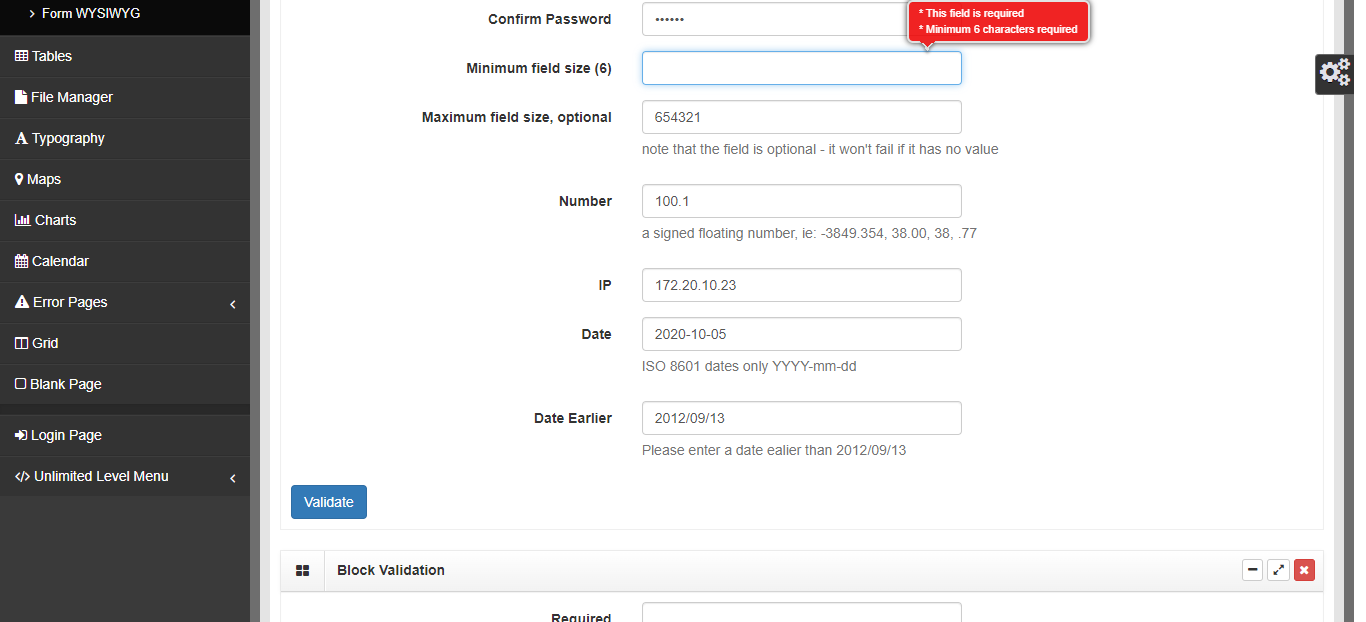 Form WYSIWYG
Tables
File Manager
Typography
Maps
Charts
Calendar
Error Pages
Grid
Blank Page
Login Page
Unlimited Level Menu
Confirm Password
••••••
* This field is required
* Minimum 6 characters required
Minimum field size (6)
Maximum field size, optional
654321
note that the field is optional - it won't fail if it has no value
Number
100.1
a signed floating number, ie: -3849.354, 38.00, 38, .77
IP
172.20.10.23
Date
2020-10-05
ISO 8601 dates only YYYY-mm-dd
Date Earlier
2012/09/13
Please enter a date ealier than 2012/09/13
Validate
Block Validation
Required